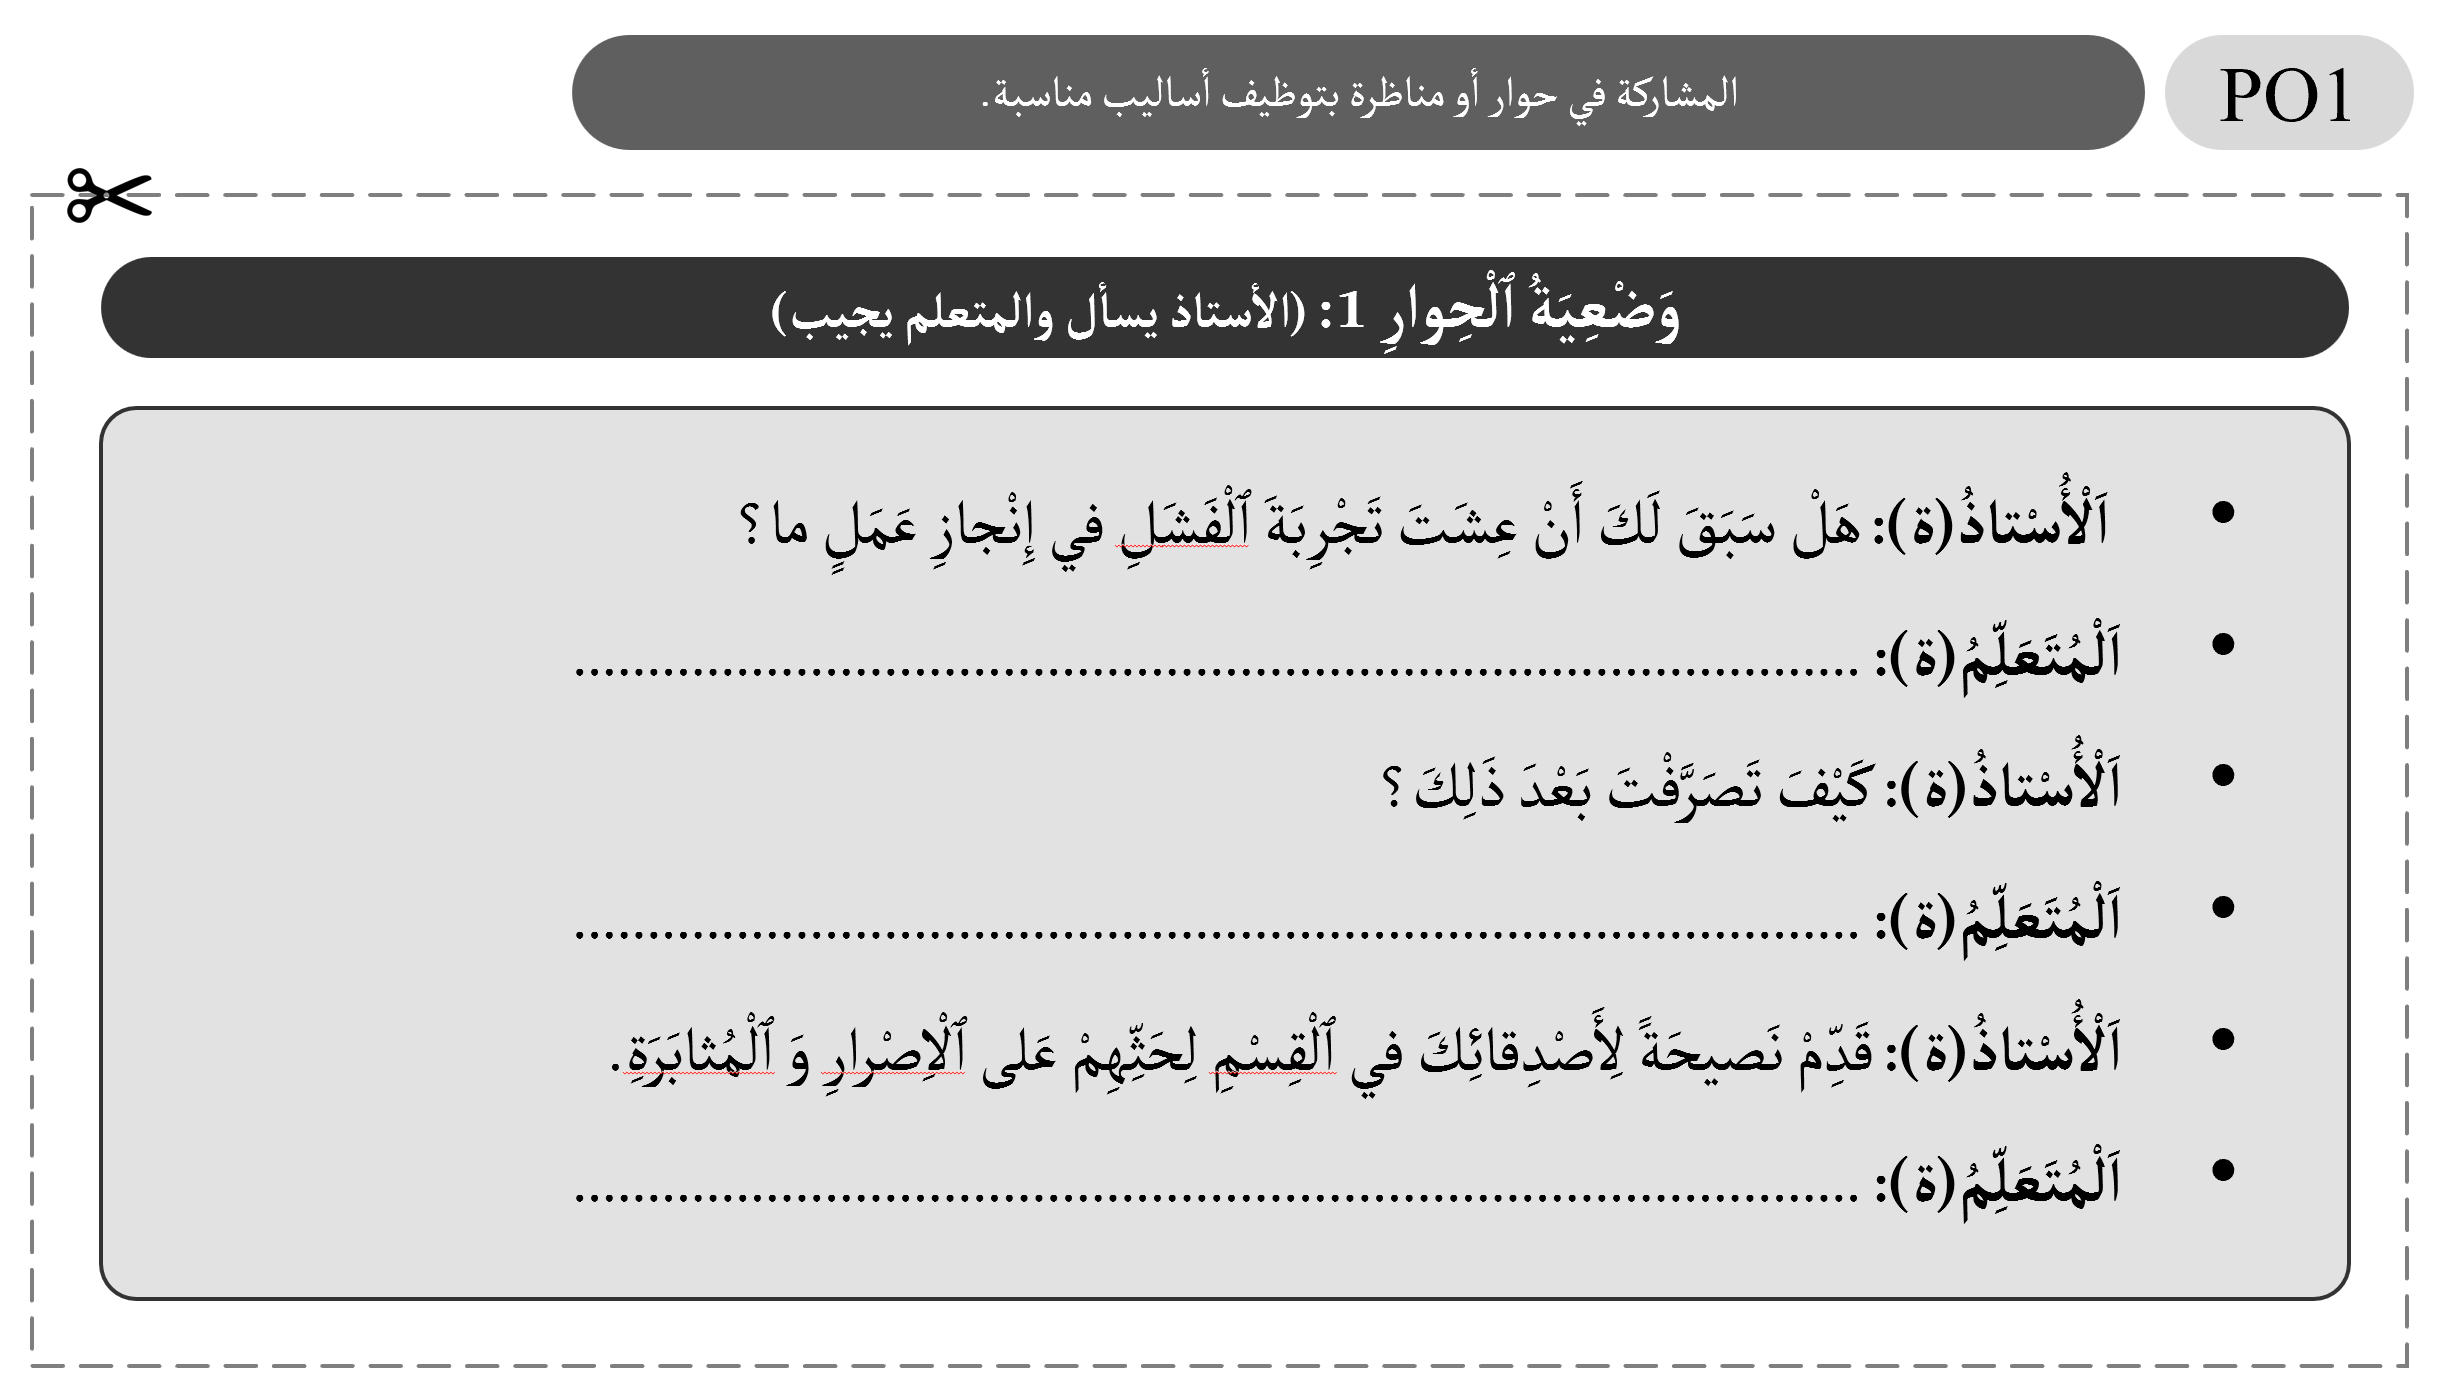 PO1
المشاركة في حوار أو مناظرة بتوظيف أساليب مناسبة.
وَضْعِيَةُ ٱلْحِوارِ 1: (الأستاذ يسأل والمتعلم يجيب)
• اَلْأُسْتاذُ(ة): هَلْ سَبَقَ لَكَ أَنْ عِشَتَ تَجْرِبَةَ ٱلْفَشَلِ في إِنْجازِ عَمَلٍ ما ؟
• اَلْمُتَعَلِّمُ(ة): .......................................................................................
• اَلْأُسْتاذُ(ة): كَيْفَ تَصَرَّفْتَ بَعْدَ ذَلِكَ ؟
• اَلْمُتَعَلِّمُ(ة): .......................................................................................
• اَلْأُسْتاذُ(ة): قَدِّمْ نَصيحَةً لِأَصْدِقائِكَ في ٱلْقِسْمِ لِحَثِّهِمْ عَلى ٱلْاِصْرارِ وَ ٱلْمُثابَرَةِ.
• اَلْمُتَعَلِّمُ(ة): .......................................................................................